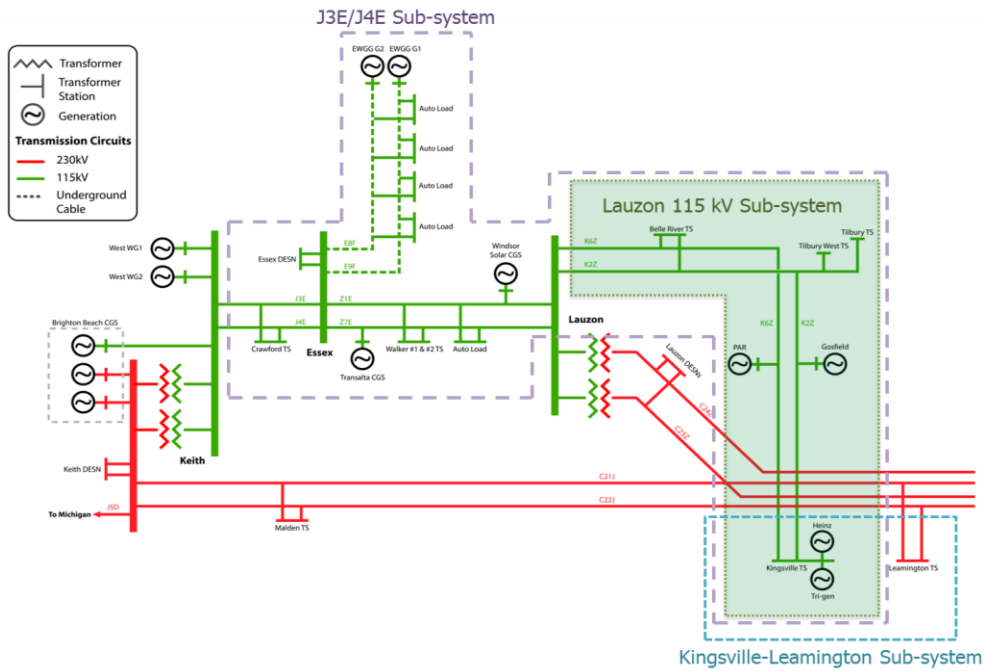 J3E/J4E Sub-system
EWGG G2
EWGG G1
Transformer
Transformer
Station
Generation
Transmission Circuits
230kV
115kV
Underground
Cable
Auto Load
Auto Load
Auto Load
Auto Load
Lauzon 115 kV Sub-system
Belle River TS
Tilbury TS
Tilbury West TS
West WG1
West WG2
Essex DESN
E8F
E9F
Windsor
Solar CGS
K6Z
K2Z
J3E
Z1E
J4E
Z7E
Lauzon
Brighton Beach CGS
Crawford TS
Essex
Transalta CGS
Walker #1 & #2 TS
Auto Load
K6Z
K2Z
PAR
Gosfield
Lauzon DESNs
C24Z
C23Z
Keith
Keith DESN
C21J
C22J
J5D
To Michigan
Malden TS
Heinz
Kingsville TS
Tri-gen
Leamington TS
Kingsville-Leamington Sub-system